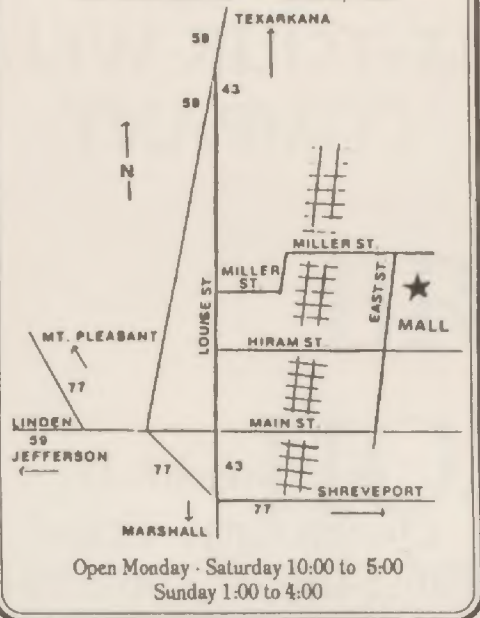 TEXARKANA
59
59
43
N
MILLER ST.
MILLER
ST.
EAST ST.
LOUISE ST
MALL
MT. PLEASANT
HIRAM ST.
77
LINDEN
MAIN ST.
59
JEFFERSON
77
43
SHREVEPORT
77
MARSHALL
Open Monday - Saturday 10:00 to 5:00
Sunday 1:00 to 4:00